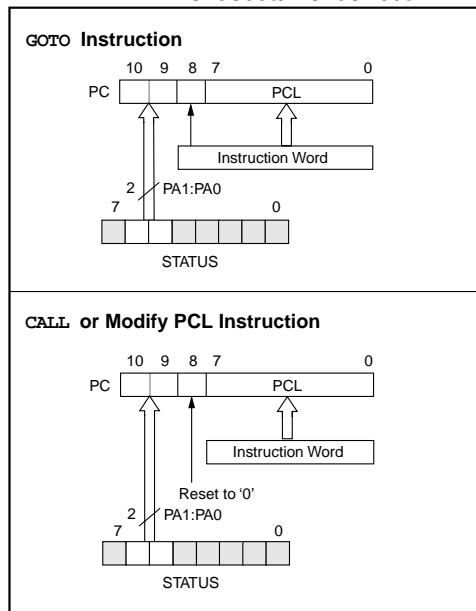 GOTO Instruction
10 9 8 7 0
PC PCL
Instruction Word
2 PA1:PA0
7 0
STATUS
CALL or Modify PCL Instruction
10 9 8 7 0
PC PCL
Instruction Word
Reset to '0'
2 PA1:PA0
7 0
STATUS